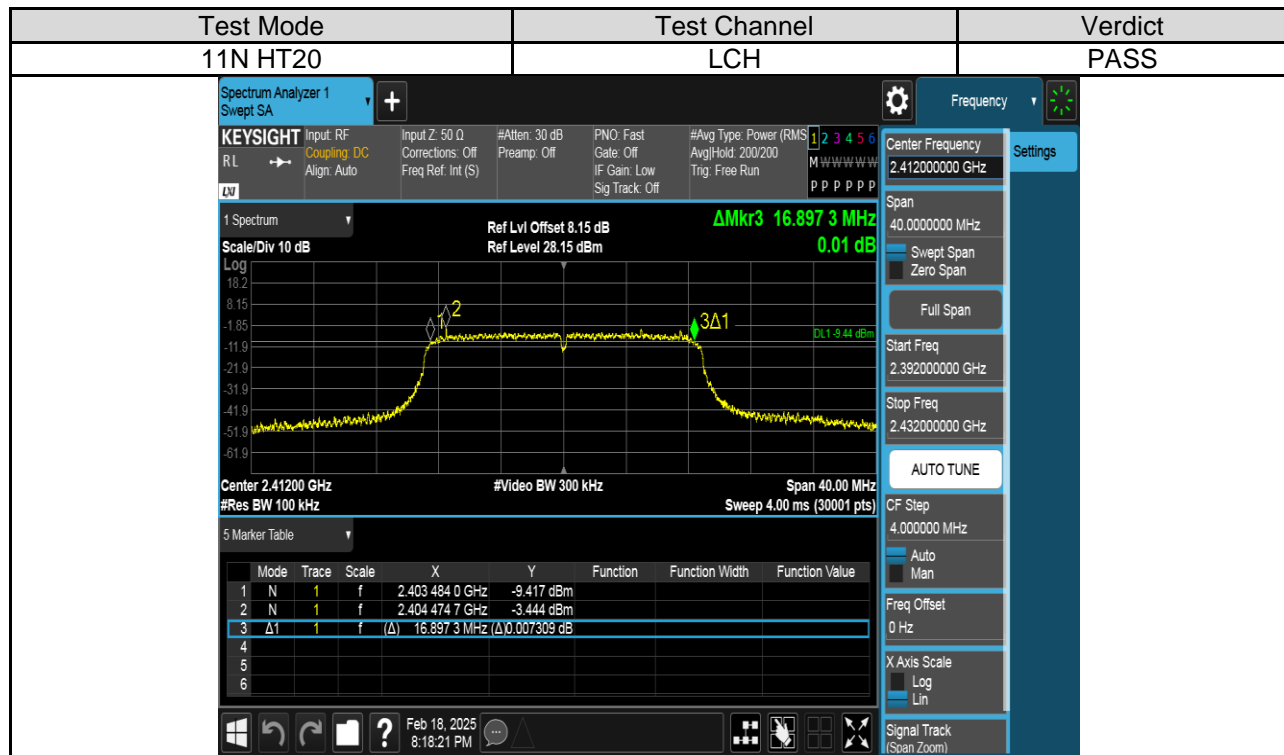 Test Mode Test Channel Verdict
11N HT20 LCH PASS
Spectrum Analyzer 1
Swept SA
+
Frequency
KEYSIGHT Input: RF Input Z: 50 Ω #Atten: 30 dB PNO: Fast #Avg Type: Power (RMS 1 2 3 4 5 6
RL Coupling: DC Corrections: Off Preamp: Off Gate: Off Avg|Hold: 200/200 M W W W W W
Align: Auto Freq Ref: Int (S) IF Gain: Low Trig: Free Run
LXI Sig Track: Off P P P P P P
Center Frequency
2.412000000 GHz
Settings
Span
40.0000000 MHz
Swept Span
Zero Span
Full Span
Start Freq
2.392000000 GHz
Stop Freq
2.432000000 GHz
AUTO TUNE
CF Step
4.000000 MHz
Auto
Man
Freq Offset
0 Hz
X Axis Scale
Log
Lin
Signal Track
(Span Zoom)
1 Spectrum Ref Lvl Offset 8.15 dB ΔMkr3 16.897 3 MHz
Scale/Div 10 dB Ref Level 28.15 dBm 0.01 dB
Log
18.2
8.15
-1.85
-11.9
-21.9
-31.9
-41.9
-51.9
-61.9
1 2 3Δ1
DL1 -9.44 dBm
Center 2.41200 GHz #Video BW 300 kHz Span 40.00 MHz
#Res BW 100 kHz Sweep 4.00 ms (30001 pts)
5 Marker Table
Mode Trace Scale X Y Function Function Width Function Value
1 N 1 f 2.403 484 0 GHz -9.417 dBm
2 N 1 f 2.404 474 7 GHz -3.444 dBm
3 Δ1 1 f (Δ) 16.897 3 MHz (Δ)0.007309 dB
4
5
6
? Feb 18, 2025
8:18:21 PM